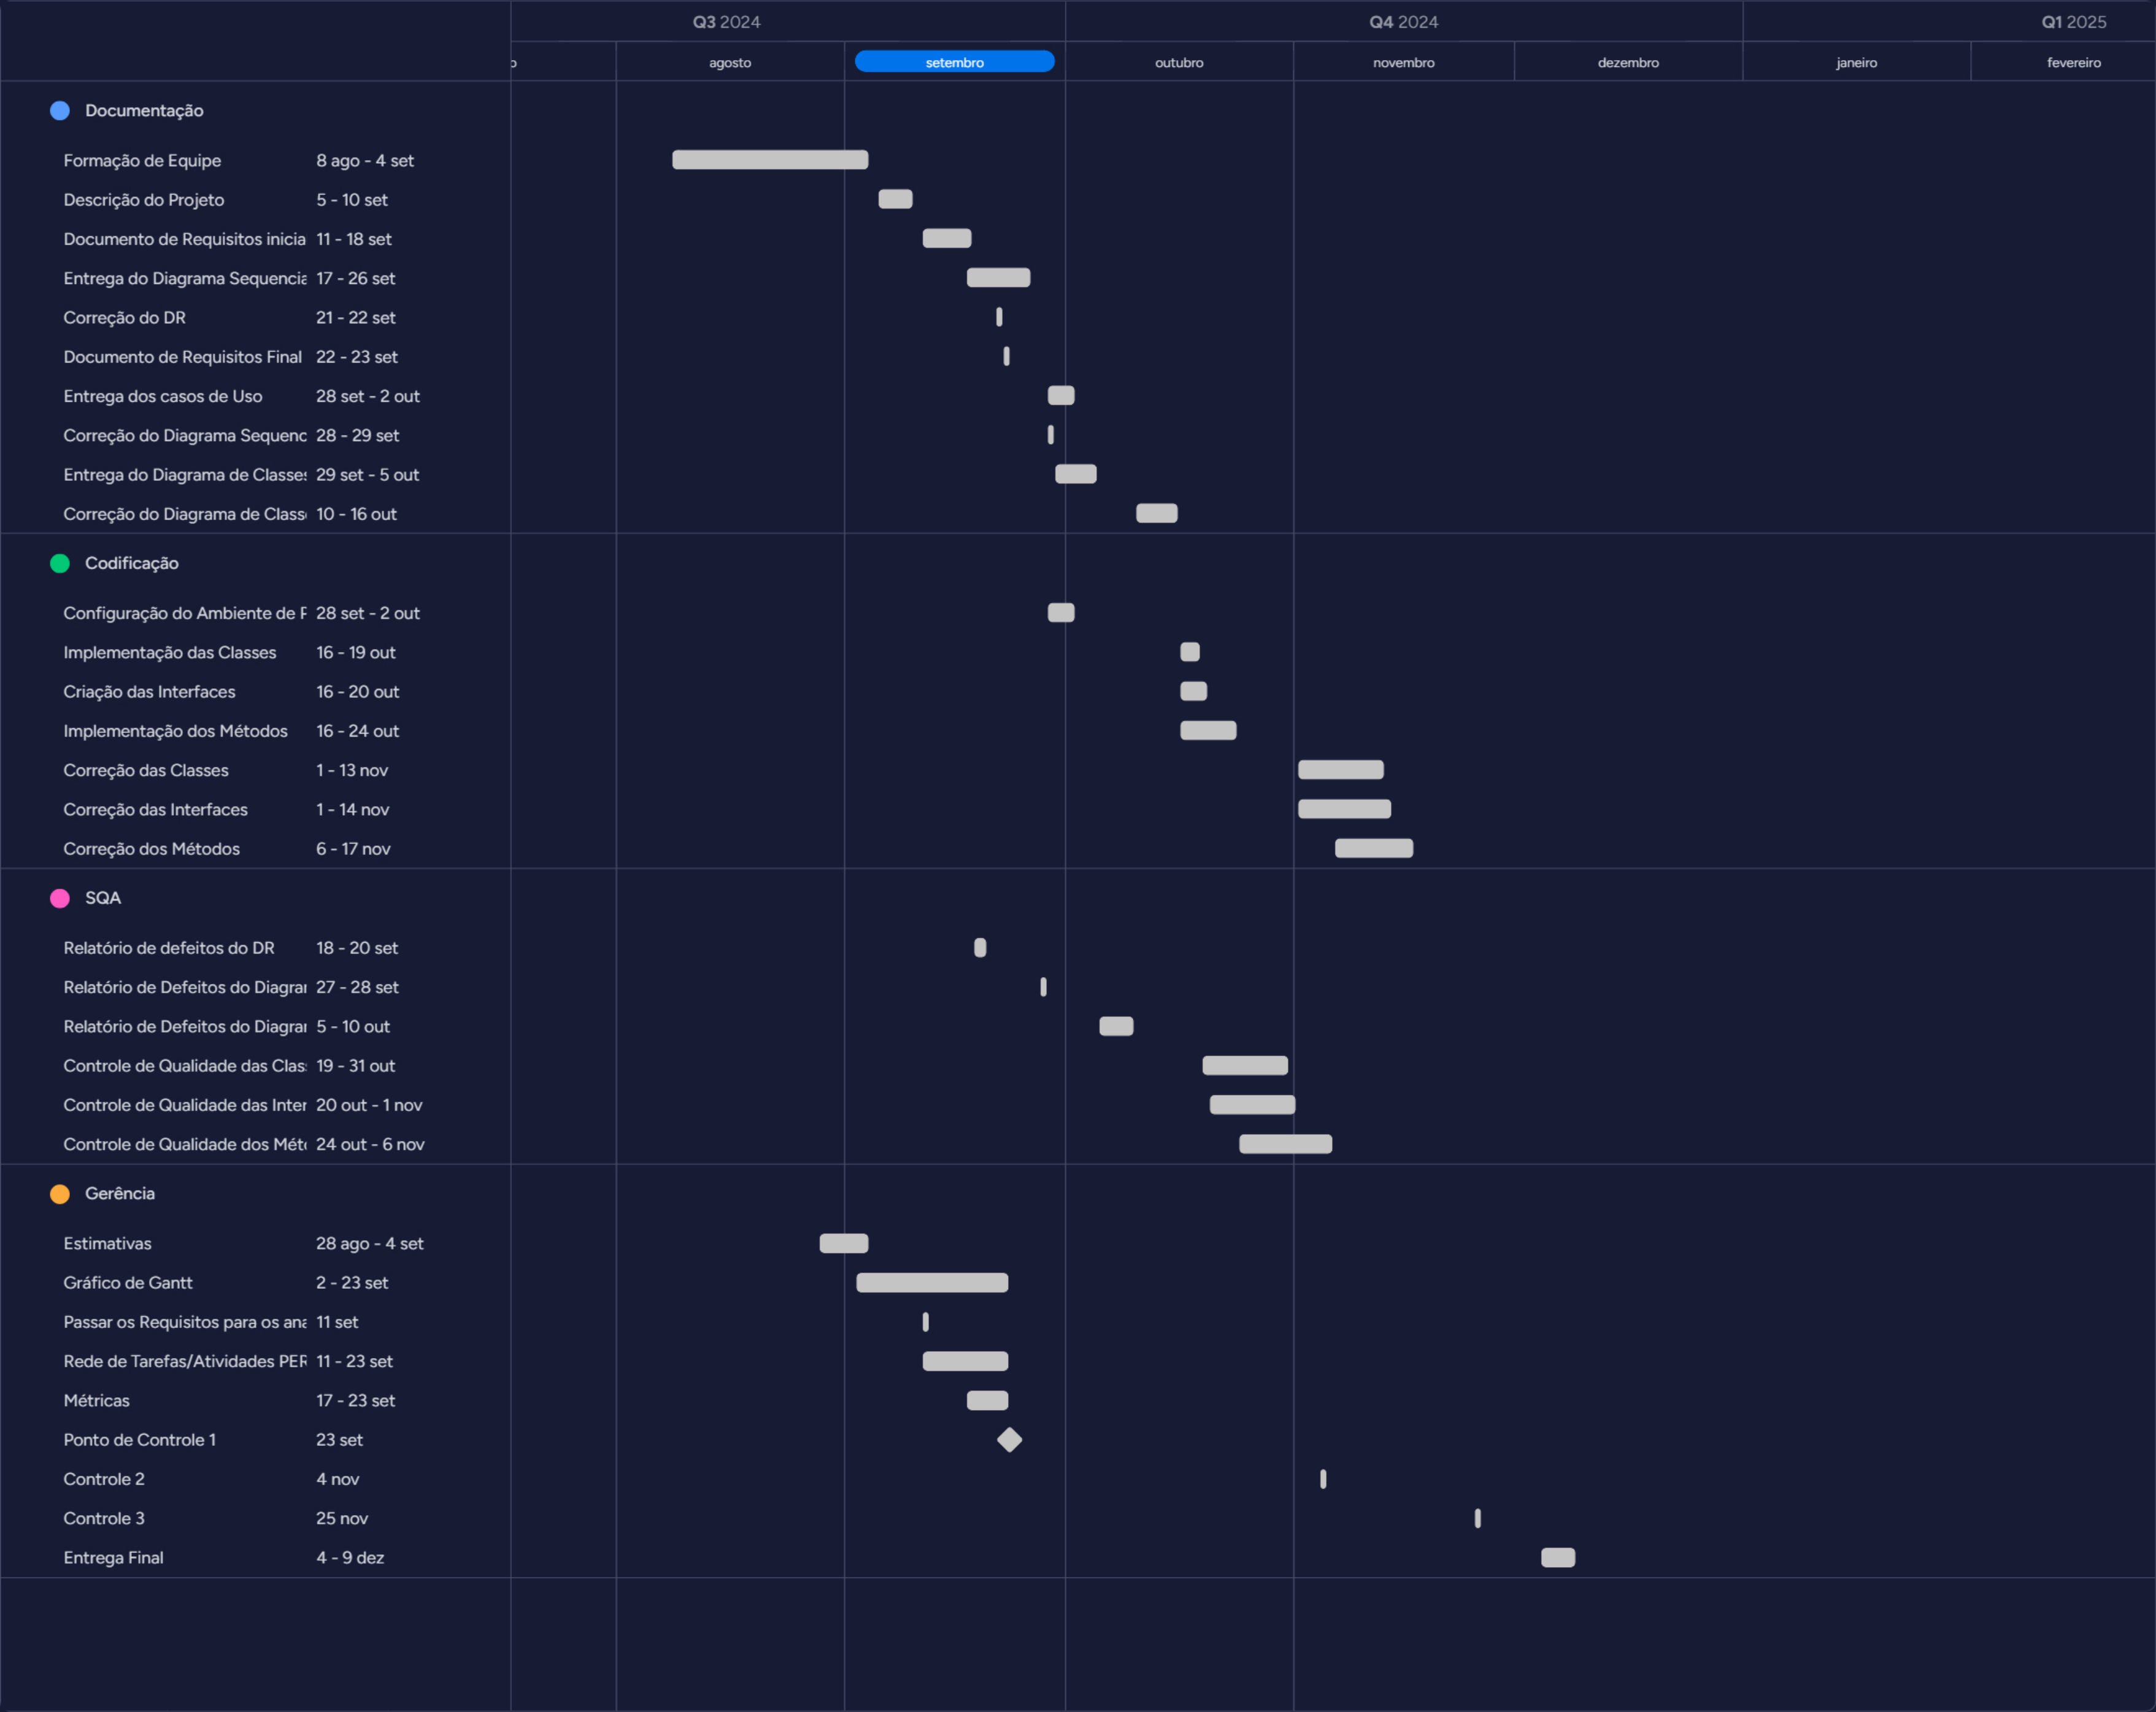 Q3 2024 Q4 2024 Q1 2025
o agosto setembro outubro novembro dezembro janeiro fevereiro
Documentação
Formação de Equipe 8 ago - 4 set
Descrição do Projeto 5 - 10 set
Documento de Requisitos inicia 11 - 18 set
Entrega do Diagrama Sequencia 17 - 26 set
Correção do DR 21 - 22 set
Documento de Requisitos Final 22 - 23 set
Entrega dos casos de Uso 28 set - 2 out
Correção do Diagrama Sequenc 28 - 29 set
Entrega do Diagrama de Classes 29 set - 5 out
Correção do Diagrama de Class 10 - 16 out
Codificação
Configuração do Ambiente de 28 set - 2 out
Implementação das Classes 16 - 19 out
Criação das Interfaces 16 - 20 out
Implementação dos Métodos 16 - 24 out
Correção das Classes 1 - 13 nov
Correção das Interfaces 1 - 14 nov
Correção dos Métodos 6 - 17 nov
SQA
Relatório de defeitos do DR 18 - 20 set
Relatório de Defeitos do Diagra 27 - 28 set
Relatório de Defeitos do Diagra 5 - 10 out
Controle de Qualidade das Clas 19 - 31 out
Controle de Qualidade das Inter 20 out - 1 nov
Controle de Qualidade dos Mét 24 out - 6 nov
Gerência
Estimativas 28 ago - 4 set
Gráfico de Gantt 2 - 23 set
Passar os Requisitos para os ana 11 set
Rede de Tarefas/Atividades PER 11 - 23 set
Métricas 17 - 23 set
Ponto de Controle 1 23 set
Controle 2 4 nov
Controle 3 25 nov
Entrega Final 4 - 9 dez